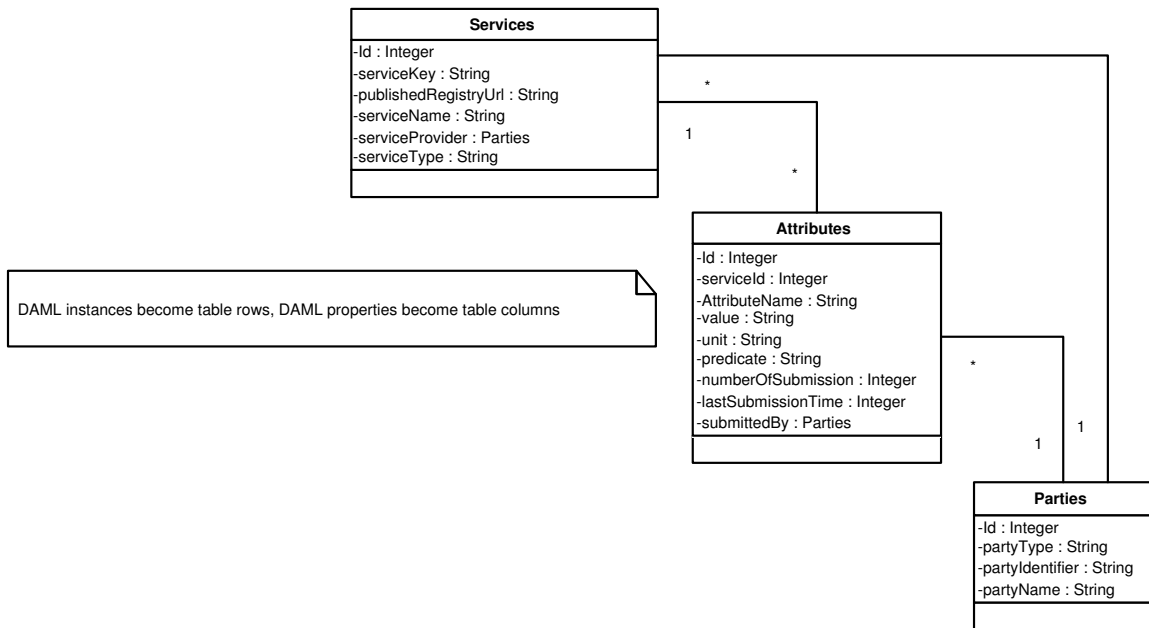 Services
-Id : Integer
-serviceKey : String
-publishedRegistryUrl : String
-serviceName : String
-serviceProvider : Parties
-serviceType : String
*
1
*
Attributes
-Id : Integer
-serviceId : Integer
-AttributeName : String
-value : String
-unit : String
-predicate : String
-numberOfSubmission : Integer
-lastSubmissionTime : Integer
-submittedBy : Parties
DAML instances become table rows, DAML properties become table columns
*
1
1
Parties
-Id : Integer
-partyType : String
-partyIdentifier : String
-partyName : String